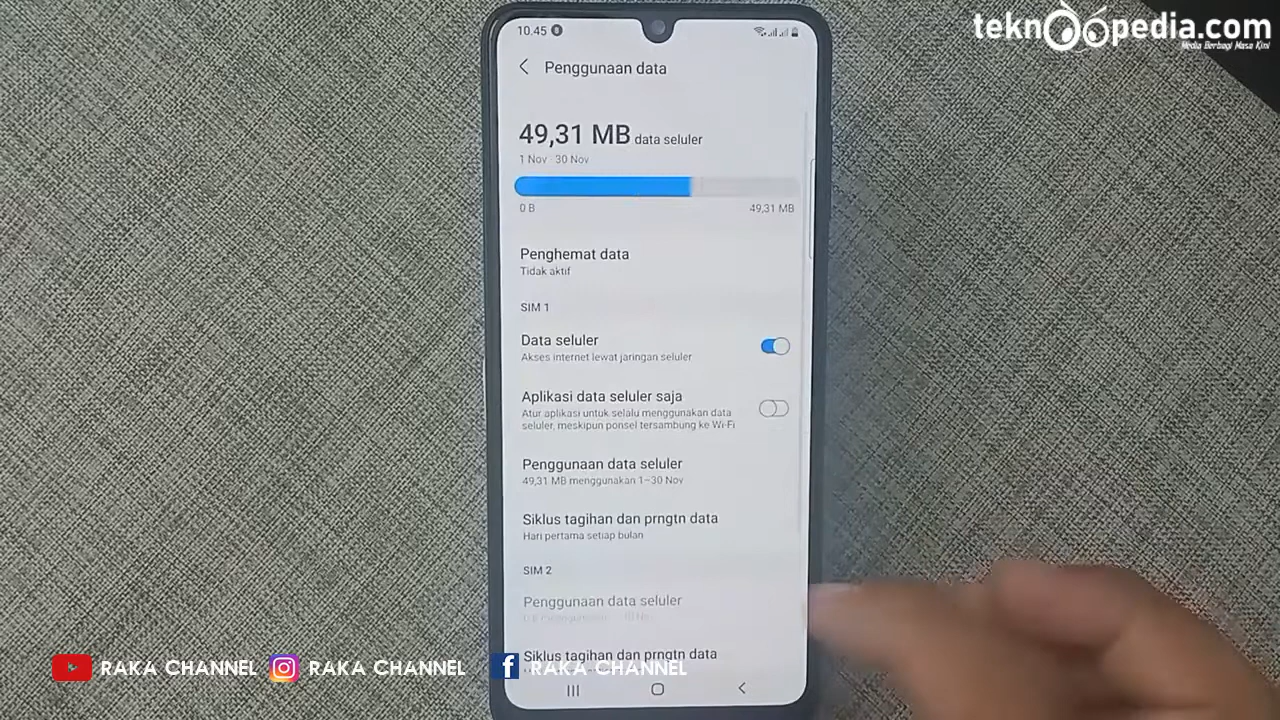 teknoopedia.com
Media Berbagi Masa Kini
10.45
Penggunaan data
49,31 MB data seluler
1 Nov - 30 Nov
0 B
49,31 MB
Penghemat data
Tidak aktif
SIM 1
Data seluler
Akses internet lewat jaringan seluler
Aplikasi data seluler saja
Atur aplikasi untuk selalu menggunakan data
seluler, meskipun ponsel tersambung ke Wi-Fi
Penggunaan data seluler
49,31 MB menggunakan 1–30 Nov
Siklus tagihan dan prngtn data
Hari pertama setiap bulan
SIM 2
Penggunaan data seluler
Siklus tagihan dan prngtn data
RAKA CHANNEL
RAKA CHANNEL
RAKA CHANNEL